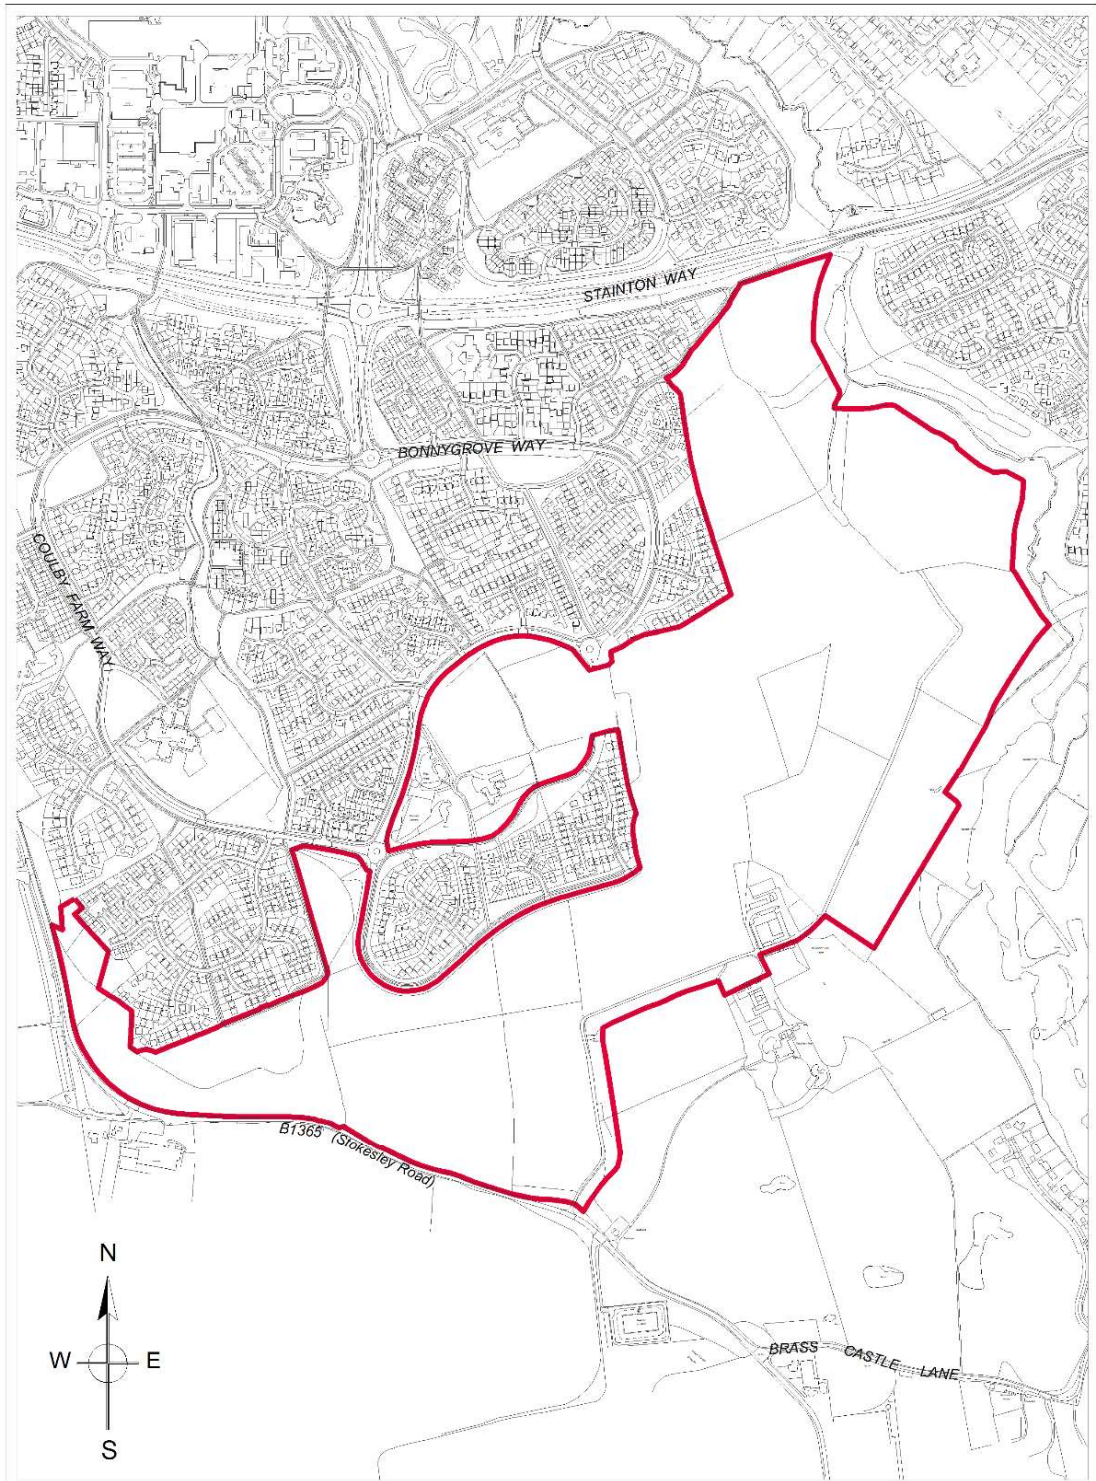 STAINTON WAY
BONNYGROVE WAY
COULBY FARM WAY
B1365 (Stokesley Road)
N
W E
S
BRASS CASTLE LANE